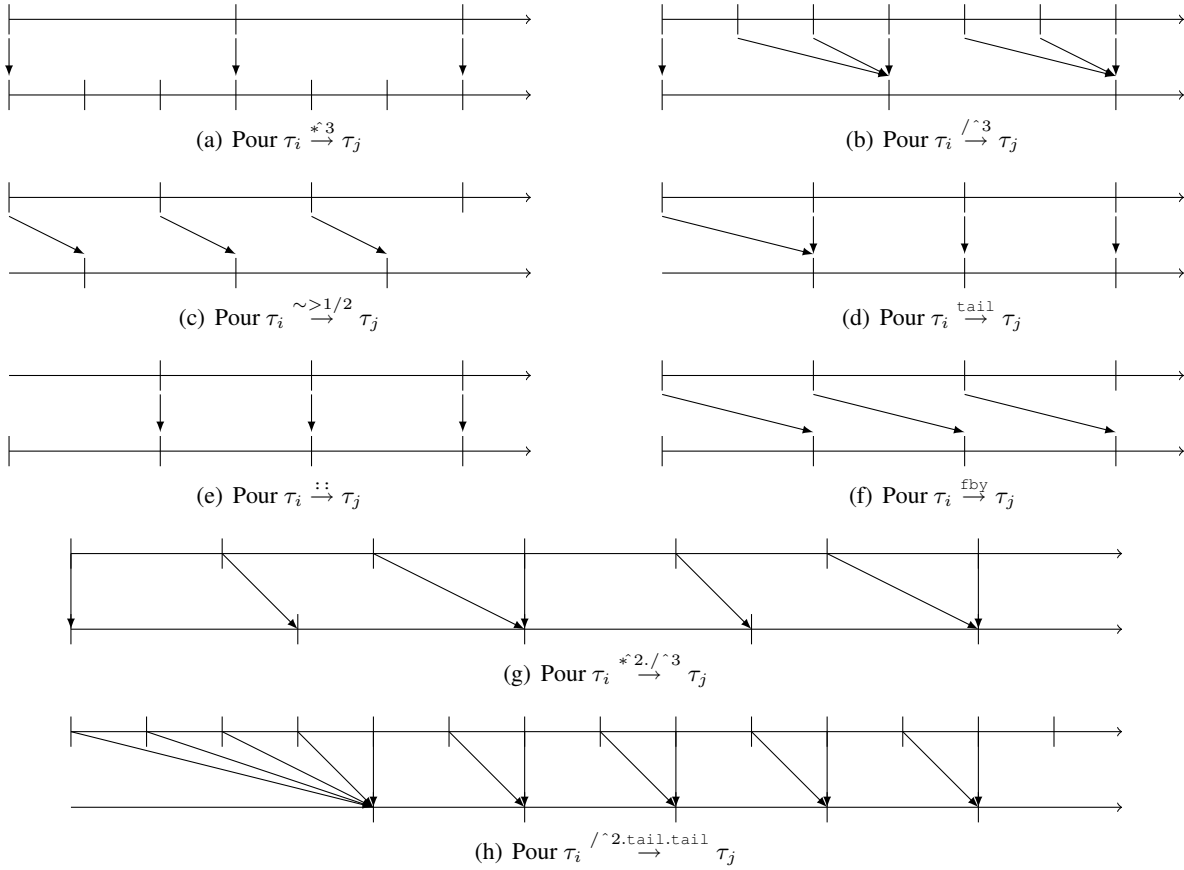 (a) Pour τi *^3→ τj
(b) Pour τi /^3→ τj
(c) Pour τi ∼>1/2→ τj
(d) Pour τi tail→ τj
(e) Pour τi ::→ τj
(f) Pour τi fby→ τj
(g) Pour τi *^2./^3→ τj
(h) Pour τi /^2.tail.tail→ τj